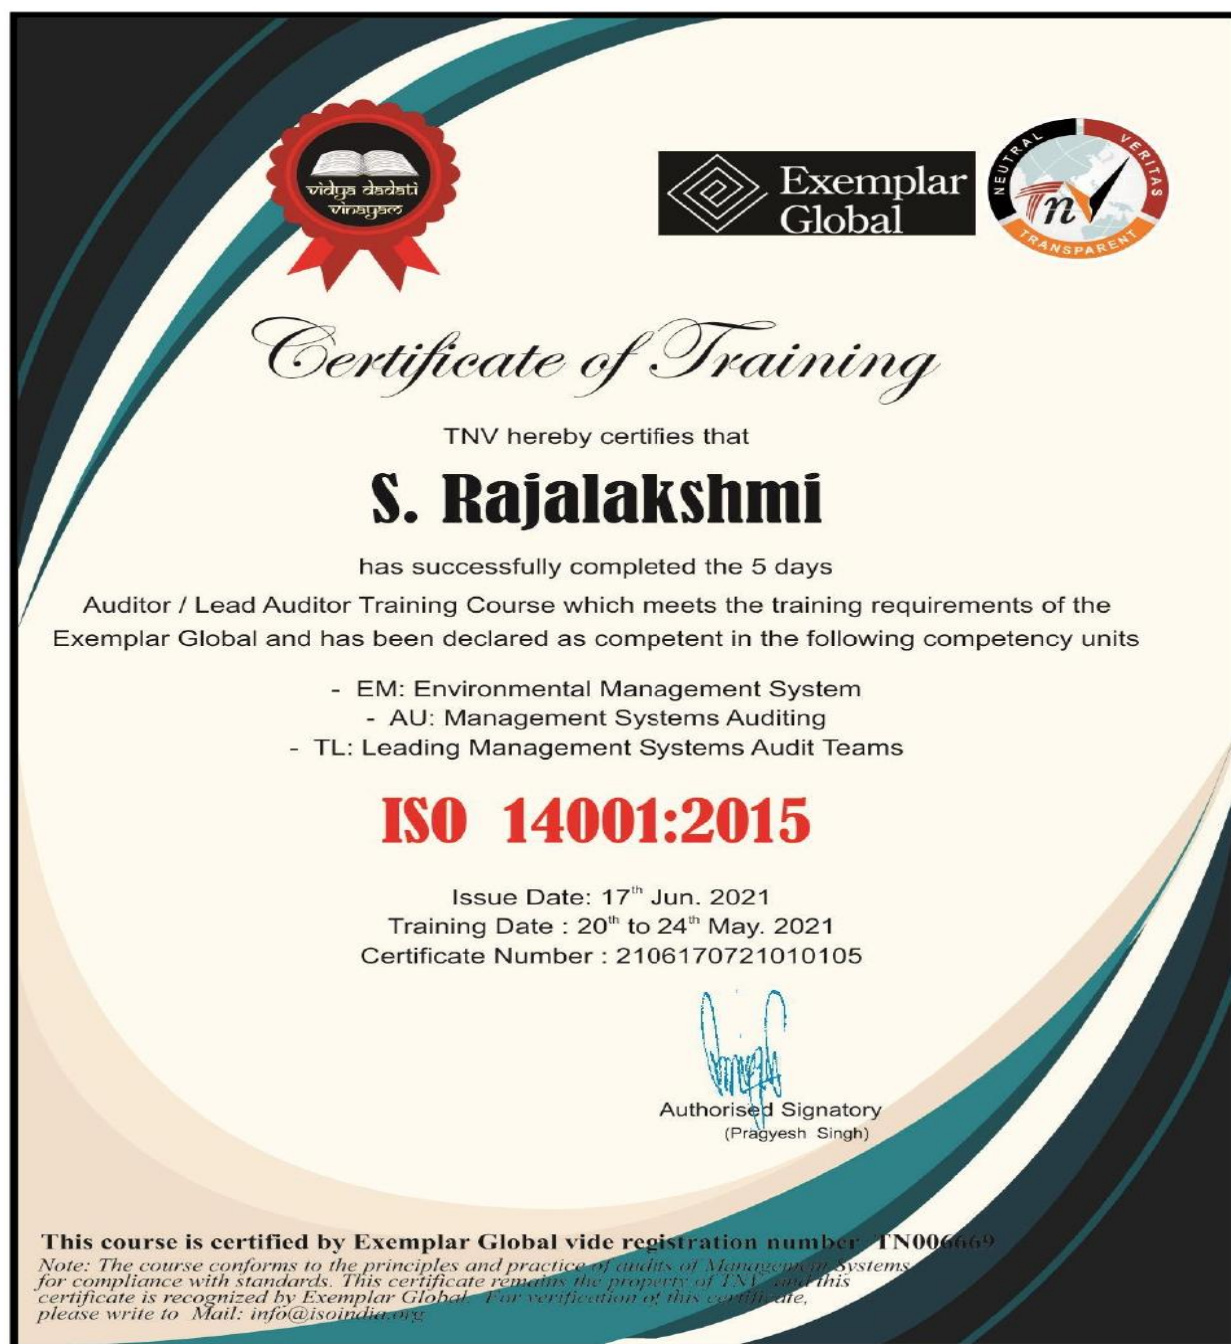 vidya dadati
vinayam
Exemplar
Global
NEUTRAL
VERITAS
TNV
TRANSPARENT
Certificate of Training
TNV hereby certifies that
S. Rajalakshmi
has successfully completed the 5 days
Auditor / Lead Auditor Training Course which meets the training requirements of the
Exemplar Global and has been declared as competent in the following competency units
- EM: Environmental Management System
- AU: Management Systems Auditing
- TL: Leading Management Systems Audit Teams
ISO 14001:2015
Issue Date: 17th Jun. 2021
Training Date : 20th to 24th May. 2021
Certificate Number : 2106170721010105
Authorised Signatory
(Pragyesh Singh)
This course is certified by Exemplar Global vide registration number TN006669
Note: The course conforms to the principles and practice of audits of Management Systems
for compliance with standards. This certificate remains the property of TNV and this
certificate is recognized by Exemplar Global. For verification of this certificate,
please write to Mail: info@isoindia.org